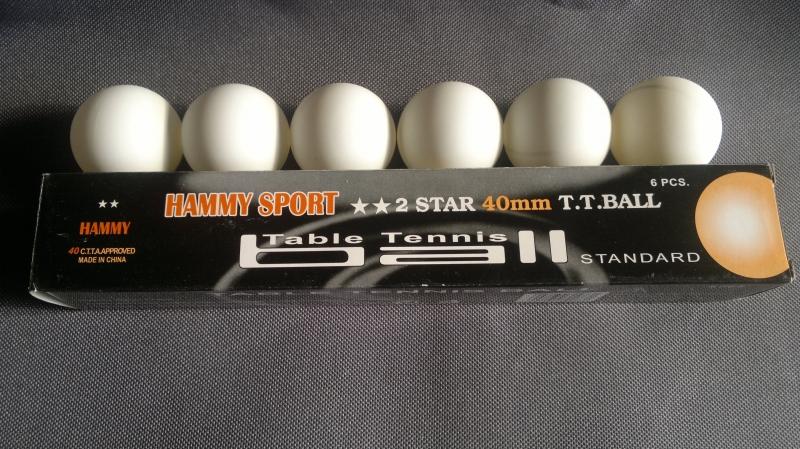 ★★
HAMMY
40 C.T.T.A.APPROVED
MADE IN CHINA
HAMMY SPORT ★★2 STAR 40mm T.T.BALL
6 PCS.
Table Tennis
Ball
STANDARD